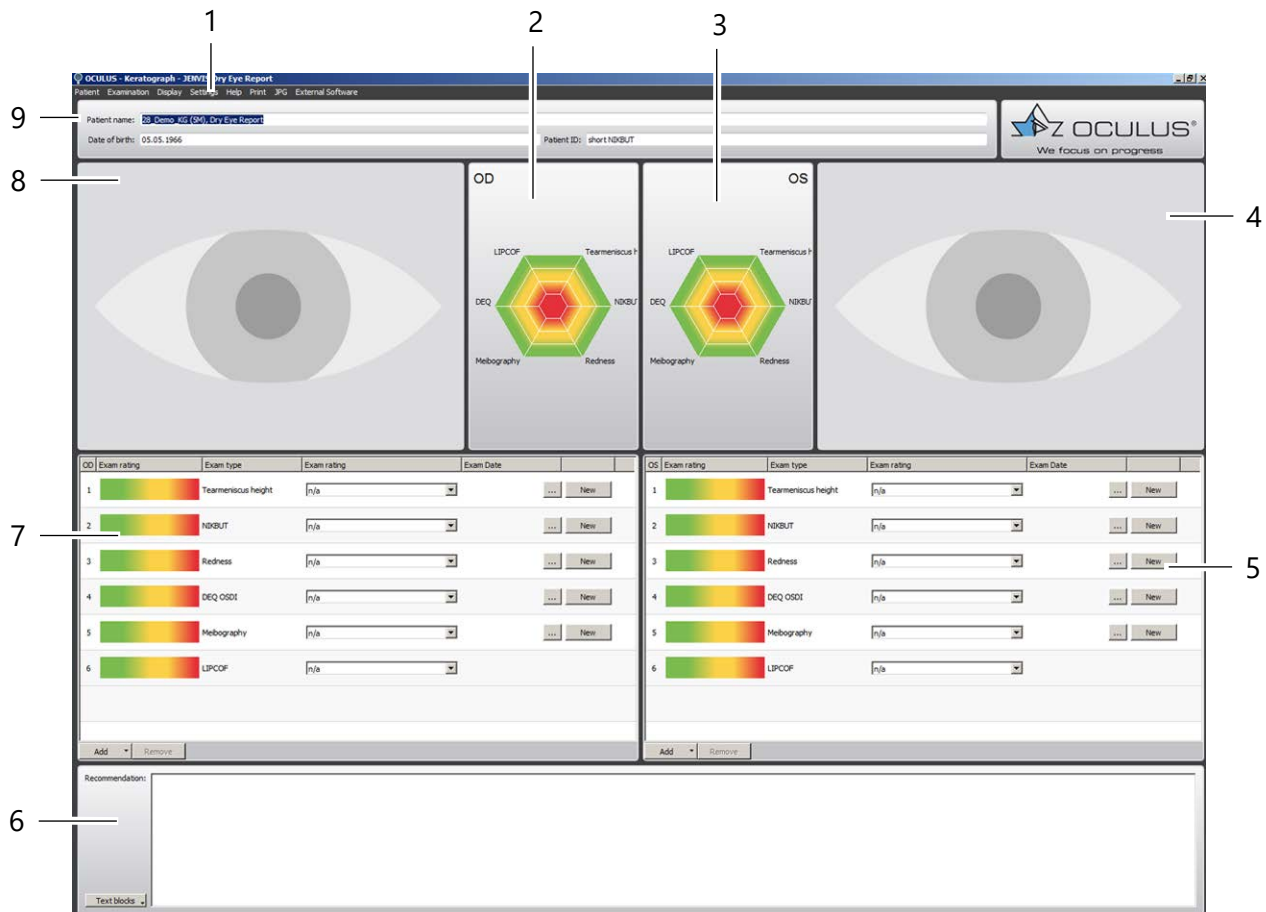 1 2 3
OCULUS - Keratograph - JENVIS Dry Eye Report
Patient Examination Display Settings Help Print JPG External Software
9 Patient name: 28_Demo_KG (5M), Dry Eye Report
Date of birth: 05.05.1966 Patient ID: short NIKBUT
OCULUS®
We focus on progress
8 OD OS 4
LIPCOF Tearmeniscus h LIPCOF Tearmeniscus h
DEQ NIKBU DEQ NIKBU
Meibography Redness Meibography Redness
OD Exam rating Exam type Exam rating Exam Date
1 Tearmeniscus height n/a ... New
2 NIKBUT n/a ... New
3 Redness n/a ... New
4 DEQ OSDI n/a ... New
5 Meibography n/a ... New
6 LIPCOF n/a
Add Remove
7
OS Exam rating Exam type Exam rating Exam Date
1 Tearmeniscus height n/a ... New
2 NIKBUT n/a ... New
3 Redness n/a ... New
4 DEQ OSDI n/a ... New
5 Meibography n/a ... New
6 LIPCOF n/a
Add Remove
5
Recommendation:
6
Text blocks